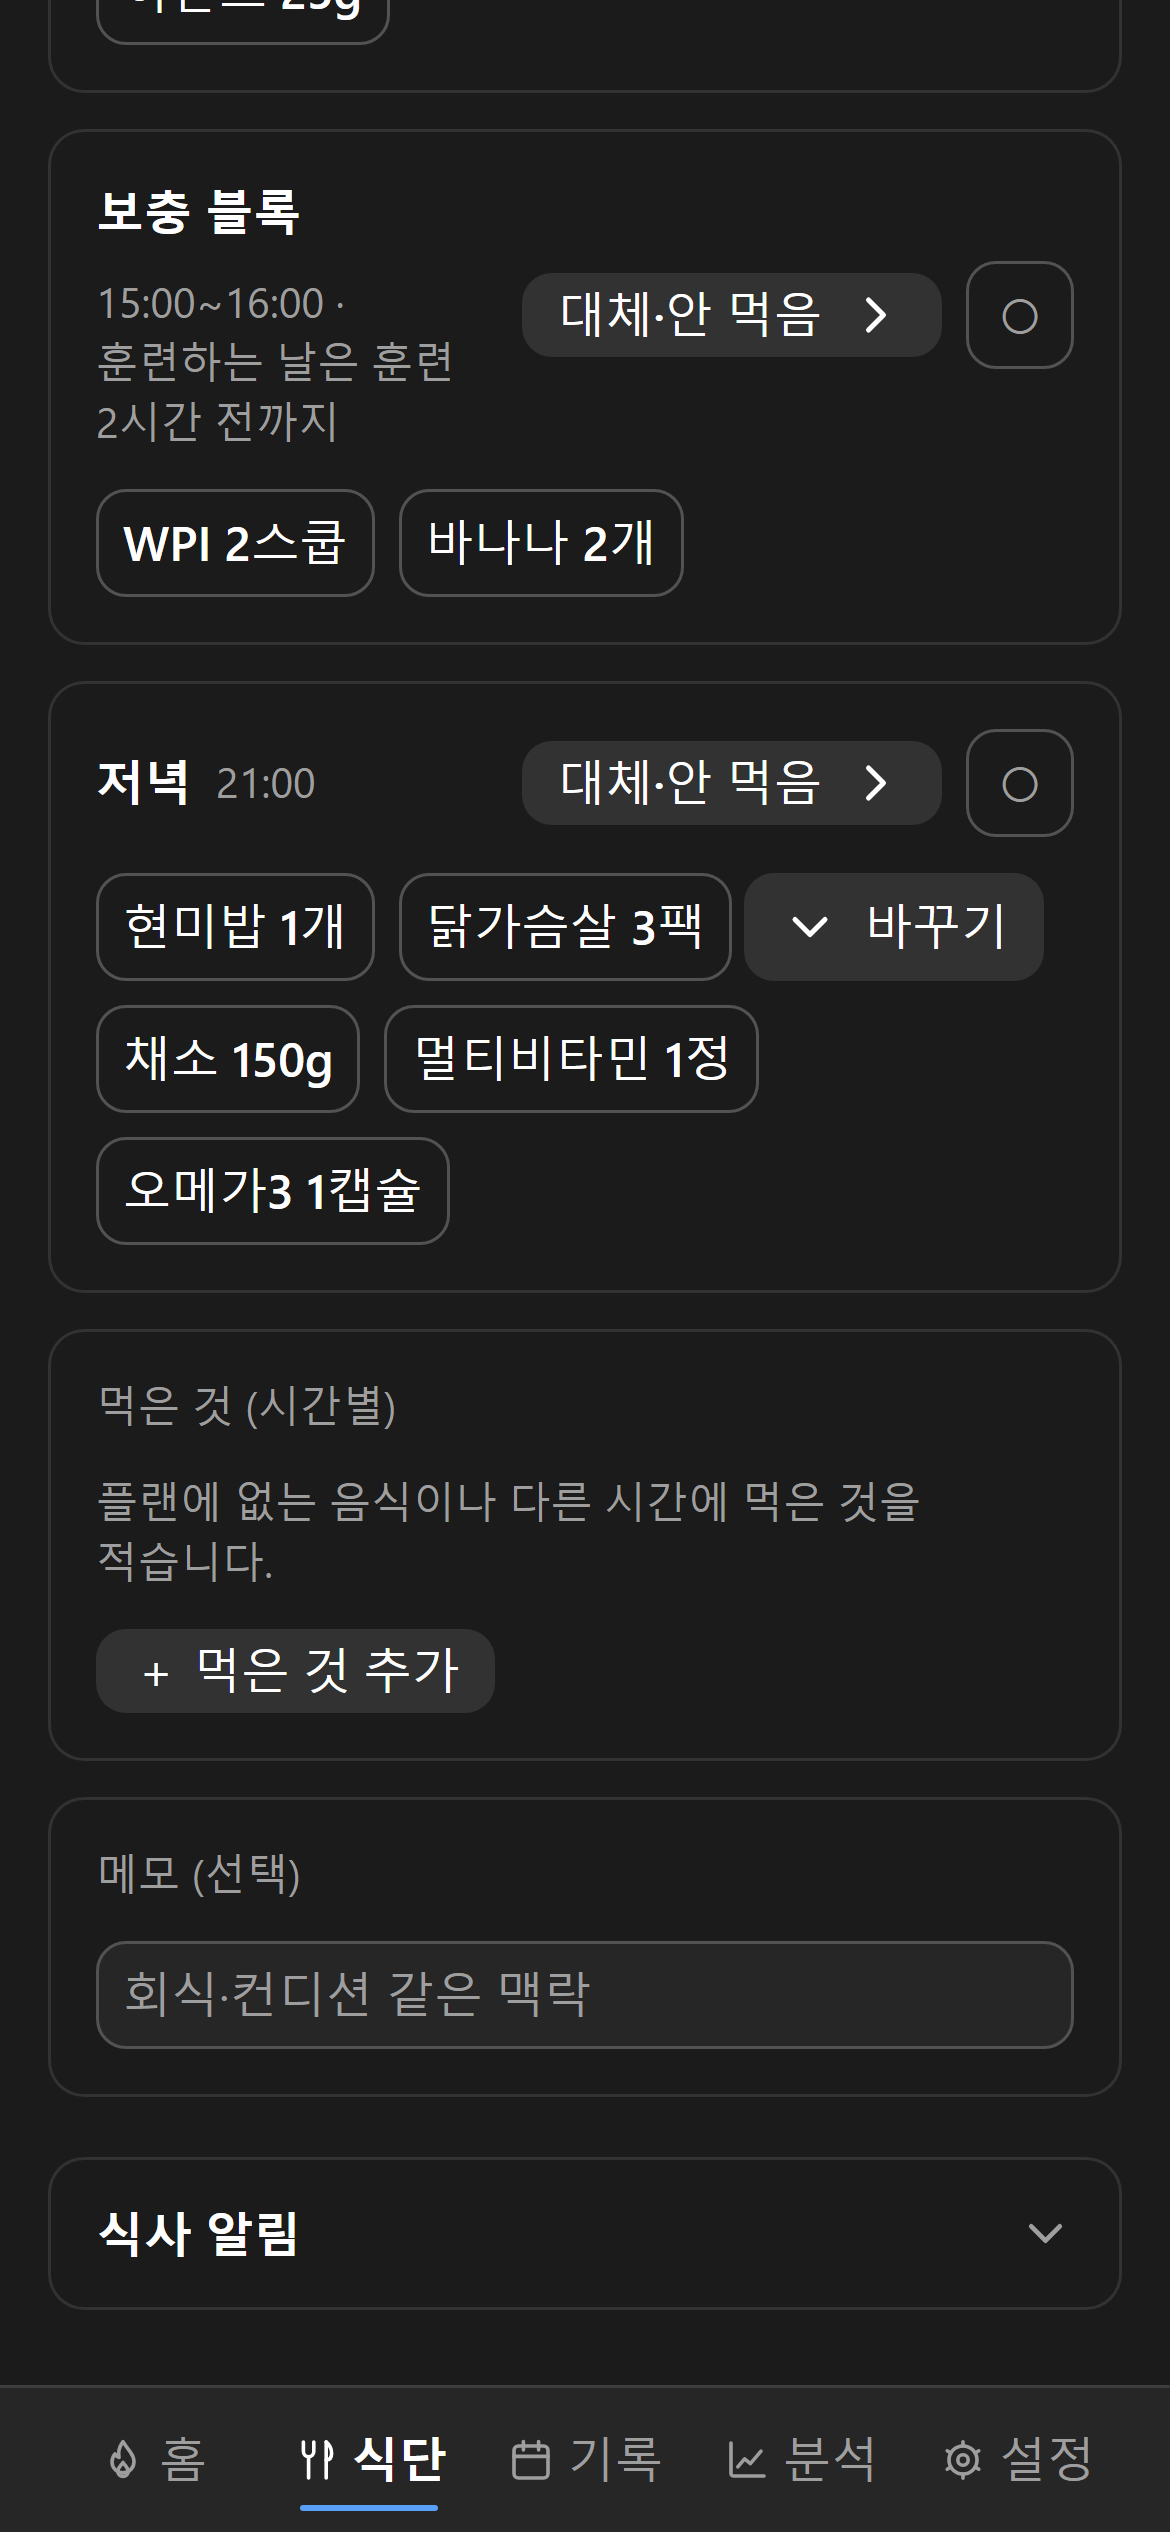 25g
보충 블록
15:00~16:00 ·
훈련하는 날은 훈련
2시간 전까지
대체·안 먹음
WPI 2스쿱
바나나 2개
저녁 21:00
대체·안 먹음
현미밥 1개
닭가슴살 3팩
바꾸기
채소 150g
멀티비타민 1정
오메가3 1캡슐
먹은 것 (시간별)
플랜에 없는 음식이나 다른 시간에 먹은 것을
적습니다.
+ 먹은 것 추가
메모 (선택)
회식·컨디션 같은 맥락
식사 알림
홈
식단
기록
분석
설정